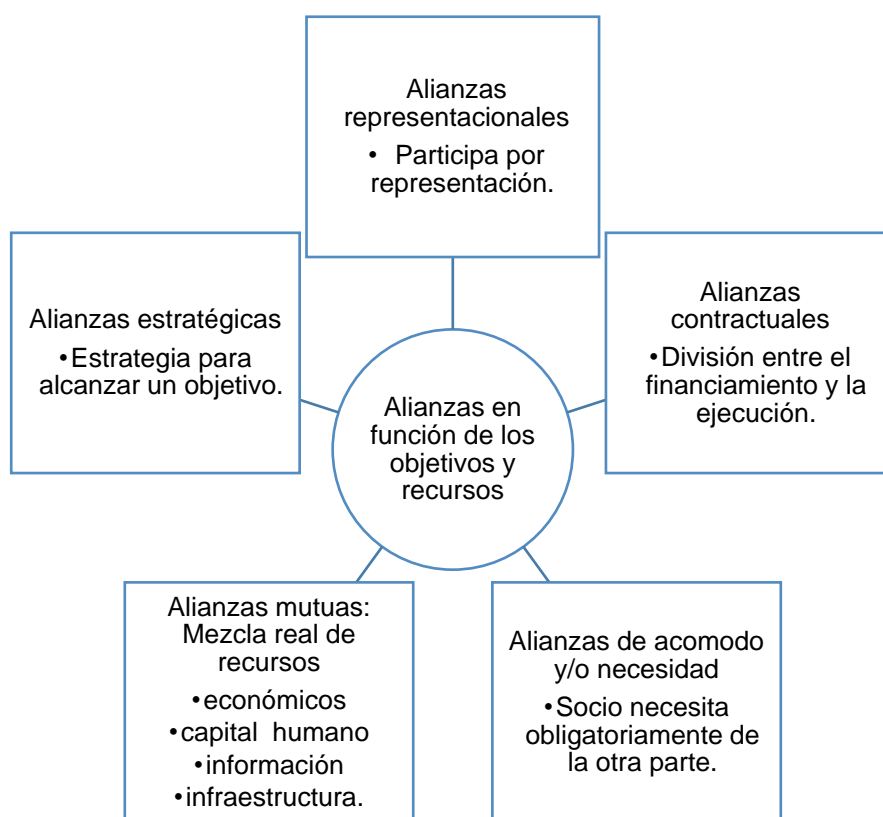 Alianzas
representacionales
• Participa por
representación.
Alianzas estratégicas
•Estrategia para
alcanzar un objetivo.
Alianzas
contractuales
•División entre el
financiamiento y la
ejecución.
Alianzas en
función de los
objetivos y
recursos
Alianzas mutuas:
Mezcla real de
recursos
•económicos
•capital humano
•información
•infraestructura.
Alianzas de acomodo
y/o necesidad
•Socio necesita
obligatoriamente de
la otra parte.